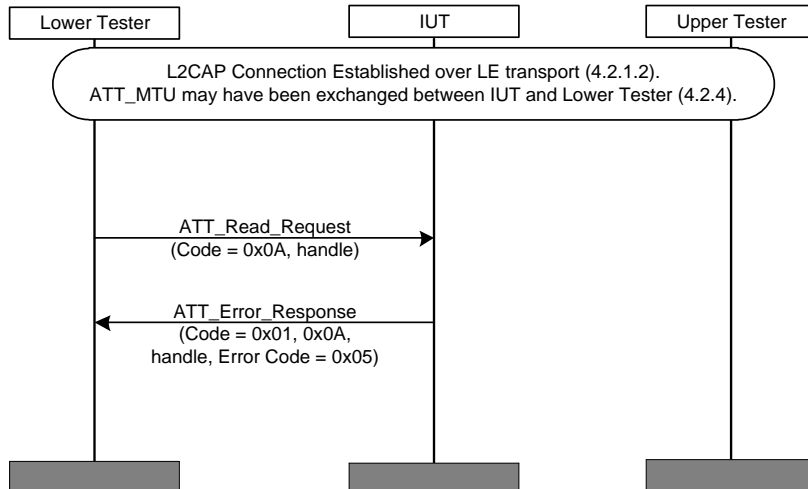 Lower Tester
IUT
Upper Tester
L2CAP Connection Established over LE transport (4.2.1.2).
ATT_MTU may have been exchanged between IUT and Lower Tester (4.2.4).
ATT_Read_Request
(Code = 0x0A, handle)
ATT_Error_Response
(Code = 0x01, 0x0A,
handle, Error Code = 0x05)